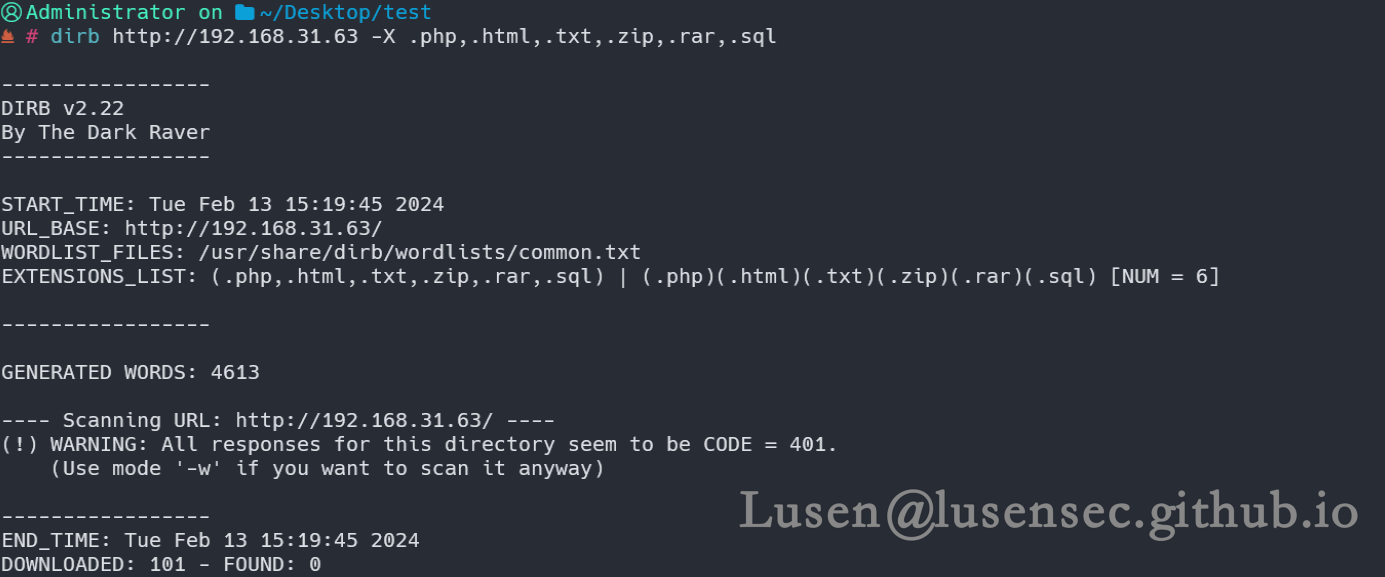 Administrator on ~/Desktop/test
# dirb http://192.168.31.63 -X .php,.html,.txt,.zip,.rar,.sql
-----------------
DIRB v2.22
By The Dark Raver
-----------------
START_TIME: Tue Feb 13 15:19:45 2024
URL_BASE: http://192.168.31.63/
WORDLIST_FILES: /usr/share/dirb/wordlists/common.txt
EXTENSIONS_LIST: (.php,.html,.txt,.zip,.rar,.sql) | (.php)(.html)(.txt)(.zip)(.rar)(.sql) [NUM = 6]
-----------------
GENERATED WORDS: 4613
---- Scanning URL: http://192.168.31.63/ ----
(!) WARNING: All responses for this directory seem to be CODE = 401.
    (Use mode '-w' if you want to scan it anyway)
-----------------
END_TIME: Tue Feb 13 15:19:45 2024
DOWNLOADED: 101 - FOUND: 0
Lusen@lusensec.github.io